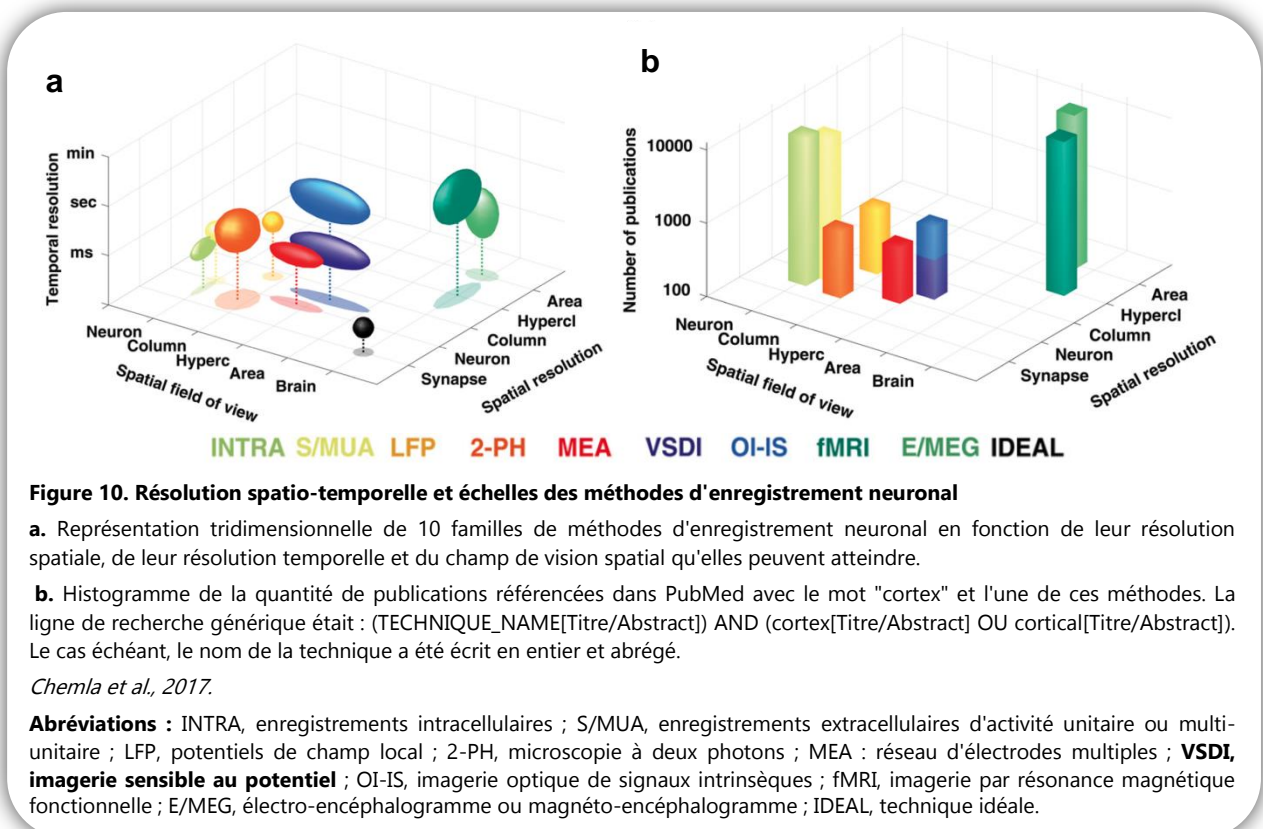 a
b
min
sec
ms
Temporal resolution
Neuron
Column
Hyperc
Area
Brain
Spatial field of view
Synapse
Neuron
Column
Hypercl
Area
Spatial resolution
10000
1000
100
Number of publications
Neuron
Column
Hyperc
Area
Brain
Spatial field of view
Synapse
Neuron
Column
Hypercl
Area
Spatial resolution
INTRA S/MUA LFP 2-PH MEA VSDI OI-IS fMRI E/MEG IDEAL
Figure 10. Résolution spatio-temporelle et échelles des méthodes d'enregistrement neuronal
a. Représentation tridimensionnelle de 10 familles de méthodes d'enregistrement neuronal en fonction de leur résolution
spatiale, de leur résolution temporelle et du champ de vision spatial qu'elles peuvent atteindre.
b. Histogramme de la quantité de publications référencées dans PubMed avec le mot "cortex" et l'une de ces méthodes. La
ligne de recherche générique était : (TECHNIQUE_NAME[Titre/Abstract]) AND (cortex[Titre/Abstract] OU cortical[Titre/Abstract]).
Le cas échéant, le nom de la technique a été écrit en entier et abrégé.
Chemla et al., 2017.
Abréviations : INTRA, enregistrements intracellulaires ; S/MUA, enregistrements extracellulaires d'activité unitaire ou multi-
unitaire ; LFP, potentiels de champ local ; 2-PH, microscopie à deux photons ; MEA : réseau d'électrodes multiples ; VSDI,
imagerie sensible au potentiel ; OI-IS, imagerie optique de signaux intrinsèques ; fMRI, imagerie par résonance magnétique
fonctionnelle ; E/MEG, électro-encéphalogramme ou magnéto-encéphalogramme ; IDEAL, technique idéale.